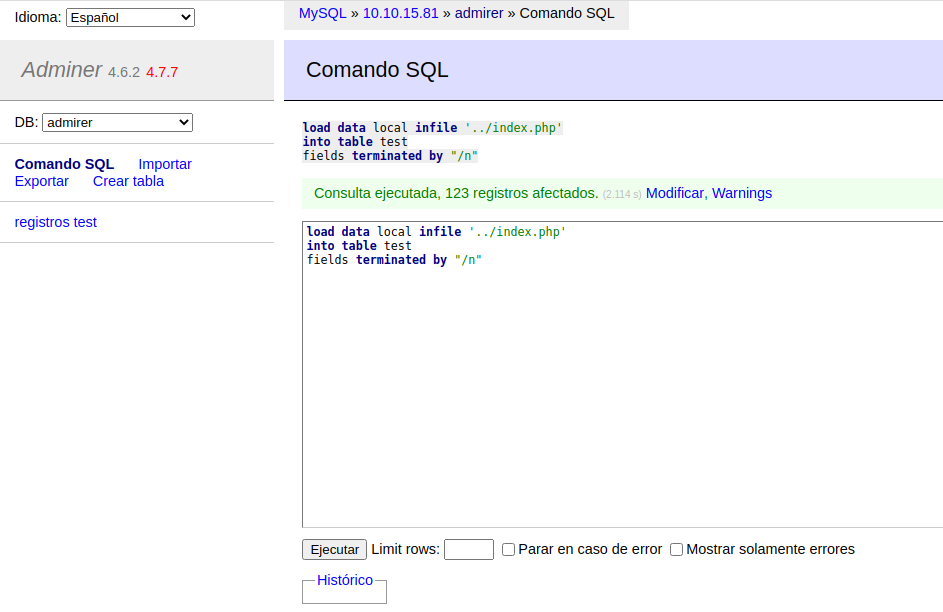 Idioma: Español
MySQL » 10.10.15.81 » admirer » Comando SQL
Adminer 4.6.2 4.7.7
Comando SQL
DB: admirer
Comando SQL Importar
Exportar Crear tabla
registros test
load data local infile '../index.php'
into table test
fields terminated by "/n"
Consulta ejecutada, 123 registros afectados. (2.114 s) Modificar, Warnings
load data local infile '../index.php'
into table test
fields terminated by "/n"
Ejecutar Limit rows: Parar en caso de error Mostrar solamente errores
Histórico